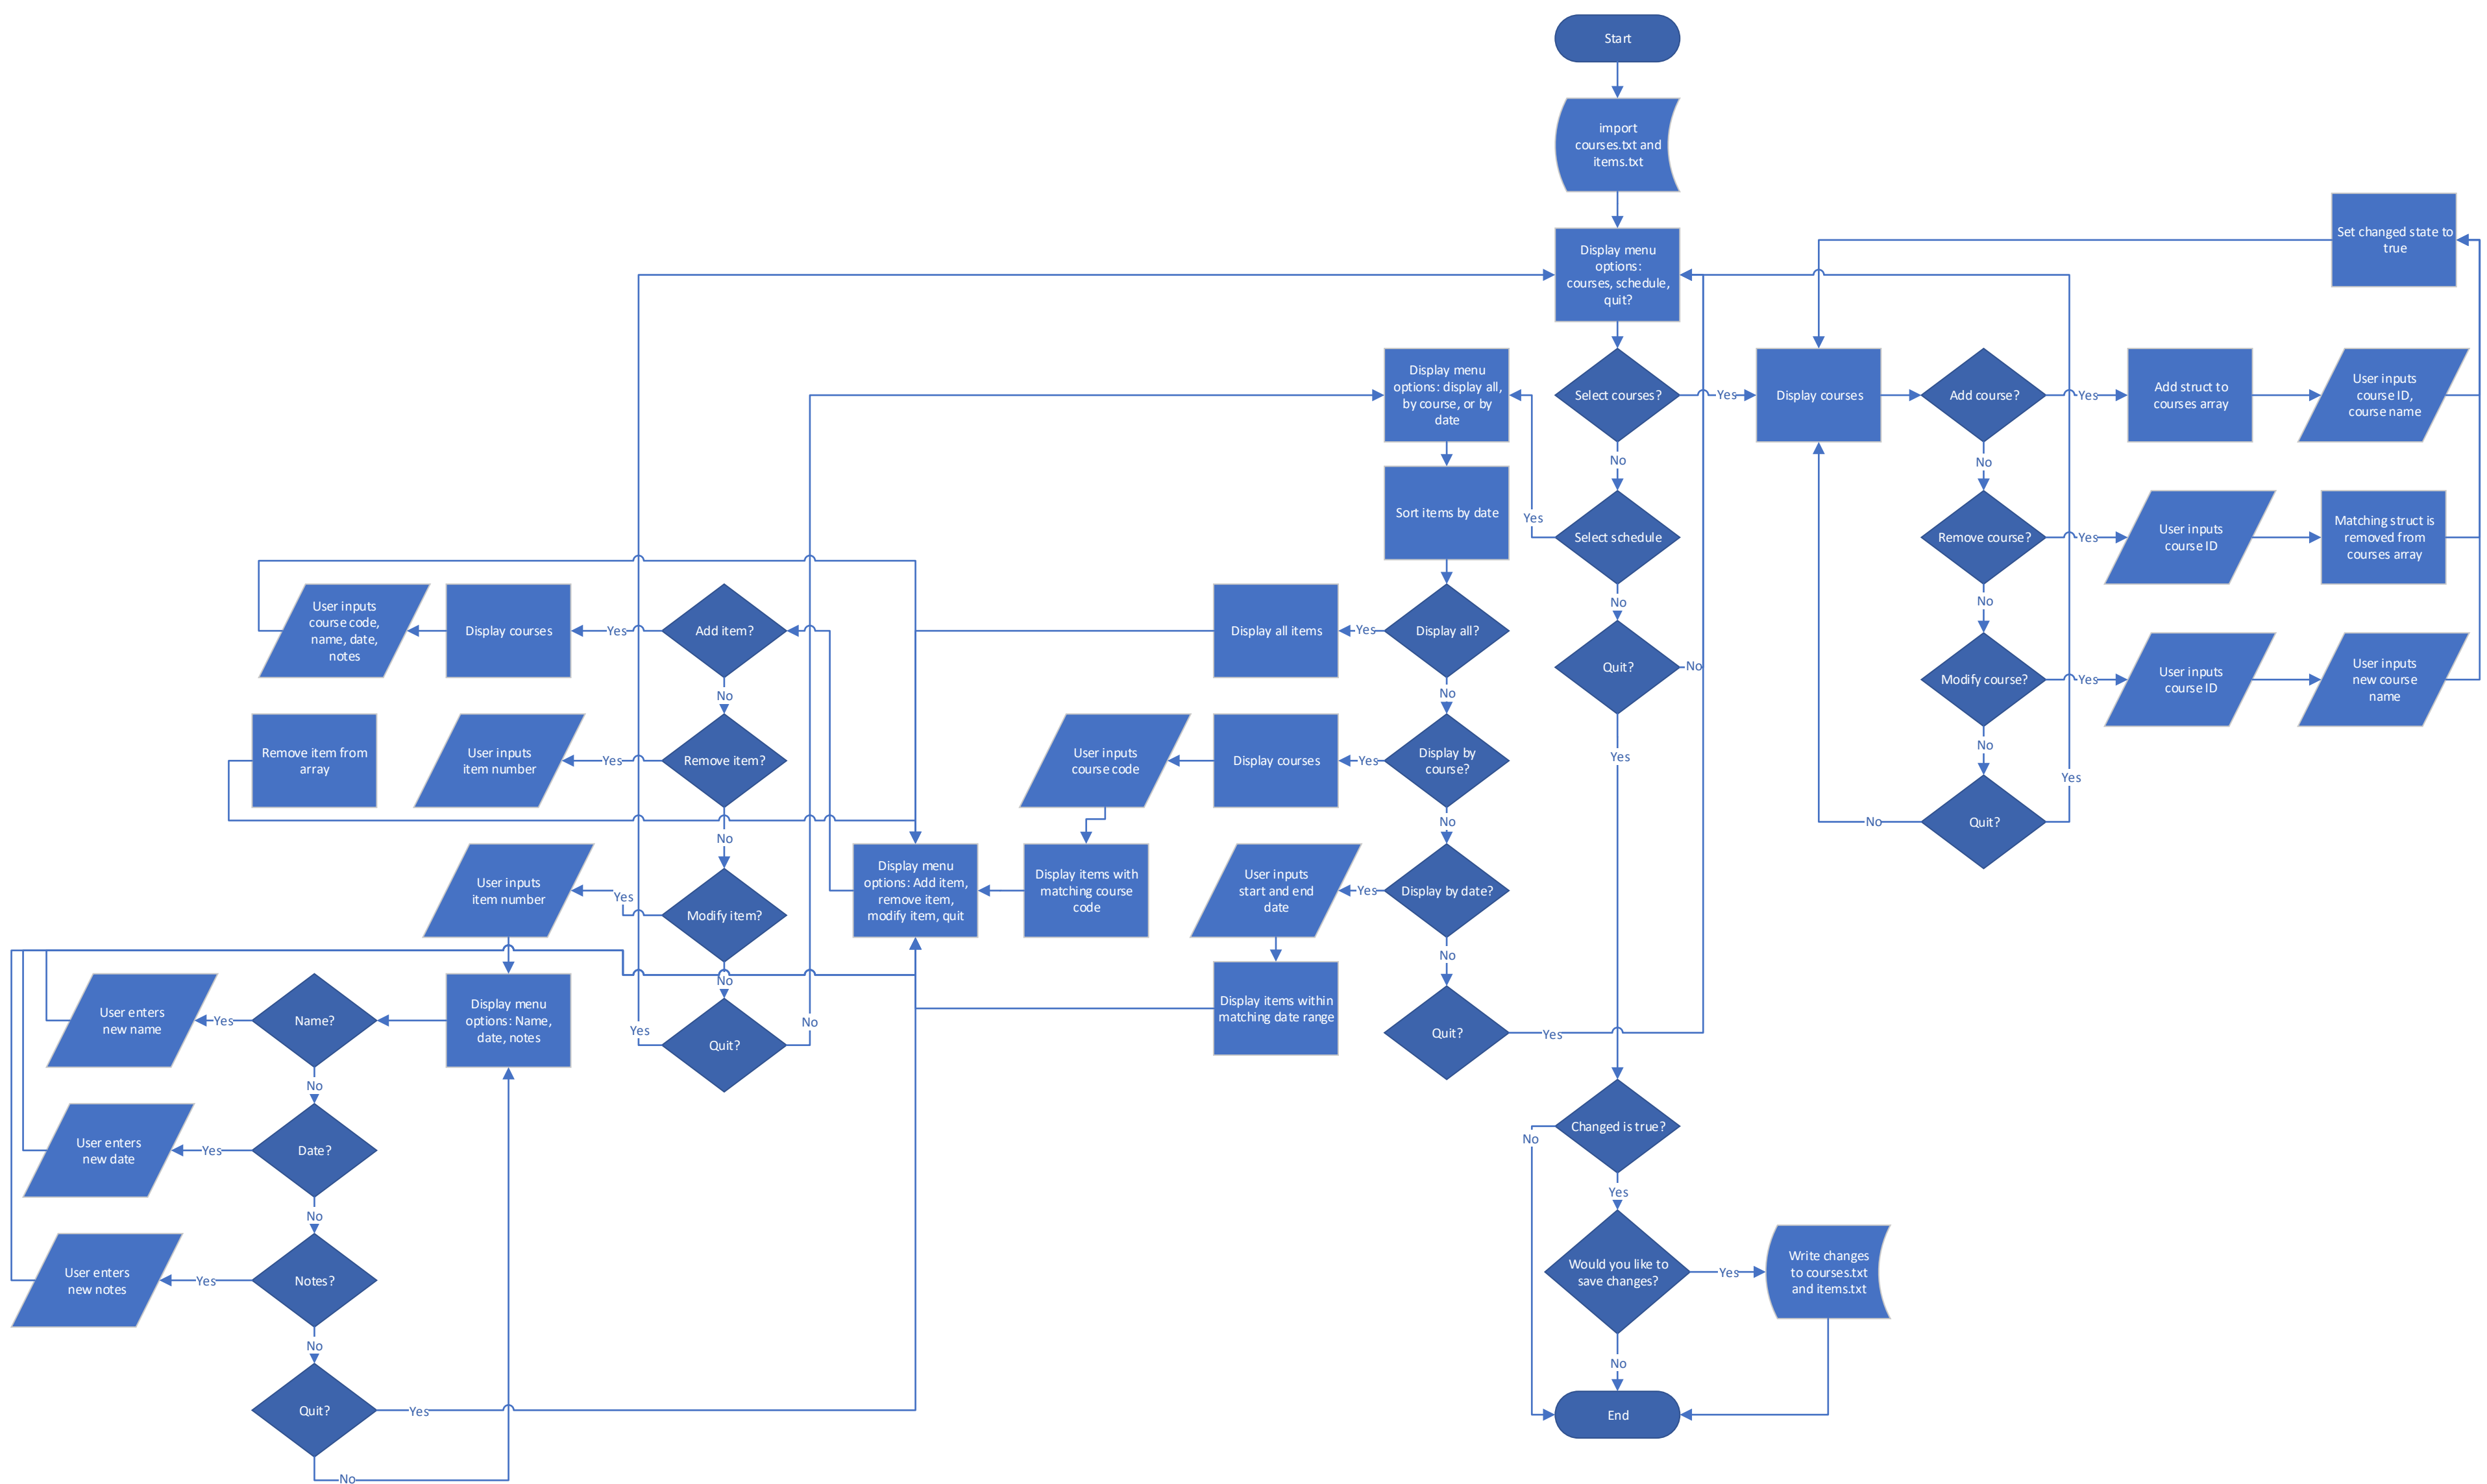 Start
import
courses.txt and
items.txt
Set changed state to
true
Display menu
options:
courses, schedule,
quit?
Display menu
options: display all,
by course, or by
date
Select courses?
Yes
Display courses
Add course?
Yes
Add struct to
courses array
User inputs
course ID,
course name
No
No
Sort items by date
Yes
Select schedule
Remove course?
Yes
User inputs
course ID
Matching struct is
removed from
courses array
No
No
User inputs
course code,
name, date,
notes
Display courses
Yes
Add item?
Display all items
Yes
Display all?
Quit?
No
Modify course?
Yes
User inputs
course ID
User inputs
new course
name
No
No
Yes
No
Remove item from
array
User inputs
item number
Yes
Remove item?
User inputs
course code
Display courses
Yes
Display by
course?
Yes
No
No
No
Quit?
User inputs
item number
Yes
Modify item?
Display menu
options: Add item,
remove item,
modify item, quit
Display items with
matching course
code
User inputs
start and end
date
Yes
Display by date?
No
No
User enters
new name
Yes
Name?
Display menu
options: Name,
date, notes
Yes
Quit?
No
Display items within
matching date range
Quit?
Yes
No
User enters
new date
Yes
Date?
Changed is true?
No
No
Yes
User enters
new notes
Yes
Notes?
Would you like to
save changes?
Yes
Write changes
to courses.txt
and items.txt
No
No
Quit?
Yes
End
No